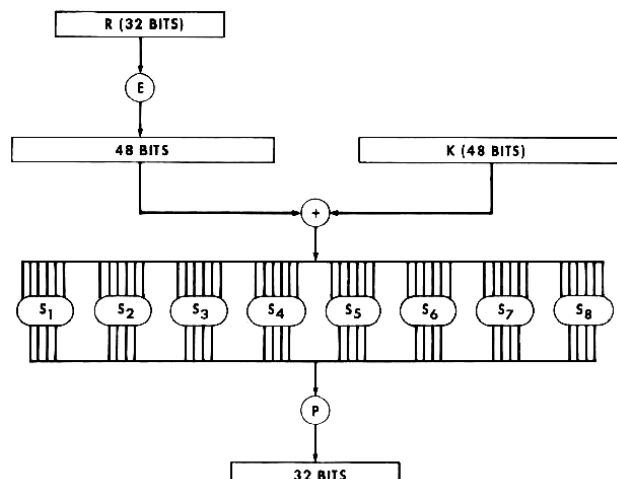 R (32 BITS)
E
48 BITS
K (48 BITS)
+
S1 S2 S3 S4 S5 S6 S7 S8
P
32 BITS